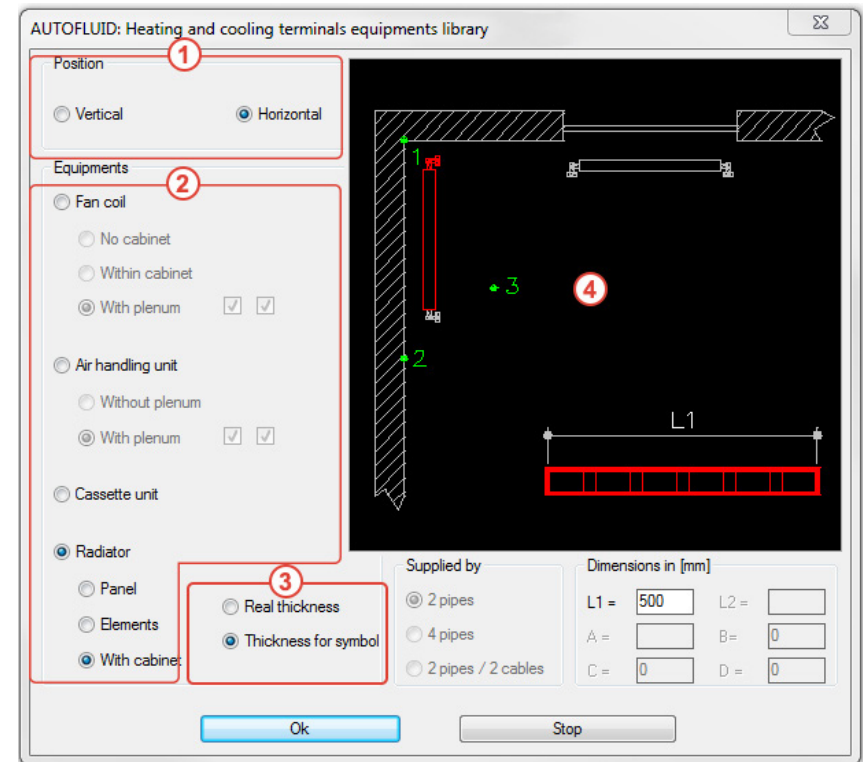 AUTOFLUID: Heating and cooling terminals equipments library
Position
1
Vertical
Horizontal
Equipments
2
Fan coil
No cabinet
Within cabinet
With plenum
Air handling unit
Without plenum
With plenum
Cassette unit
Radiator
Panel
Elements
With cabinet
3
Real thickness
Thickness for symbol
1
3
4
2
L1
Supplied by
2 pipes
4 pipes
2 pipes / 2 cables
Dimensions in [mm]
L1 = 500 L2 =
A = B= 0
C = 0 D = 0
Ok
Stop